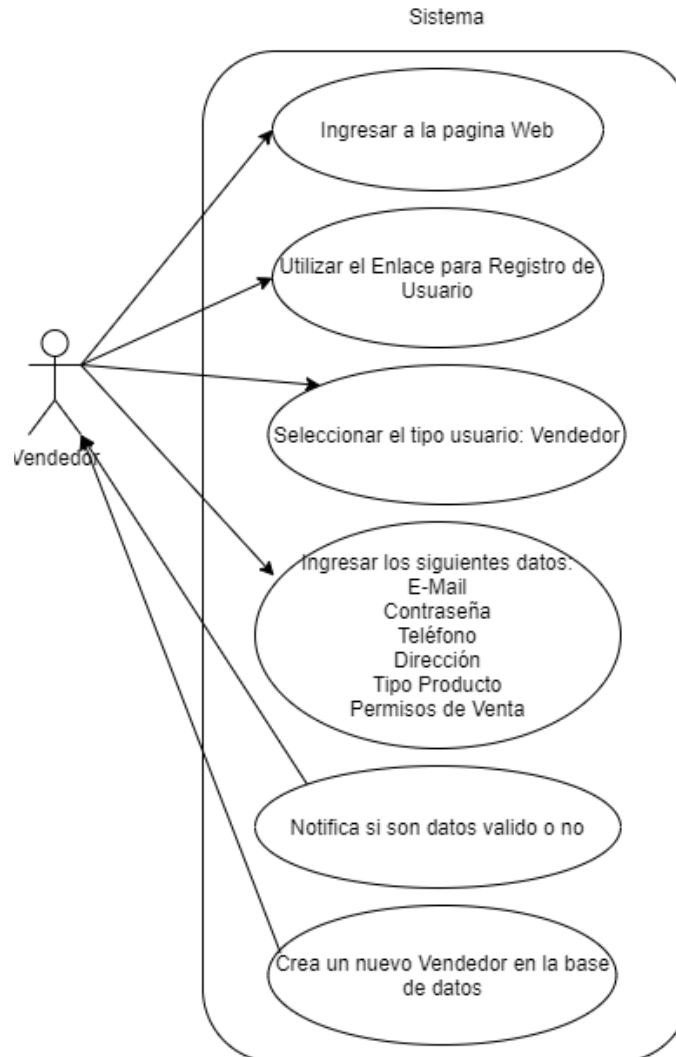 Sistema
Ingresar a la pagina Web
Utilizar el Enlace para Registro de
Usuario
Seleccionar el tipo usuario: Vendedor
Vendedor
Ingresar los siguientes datos:
E-Mail
Contraseña
Teléfono
Dirección
Tipo Producto
Permisos de Venta
Notifica si son datos valido o no
Crea un nuevo Vendedor en la base
de datos